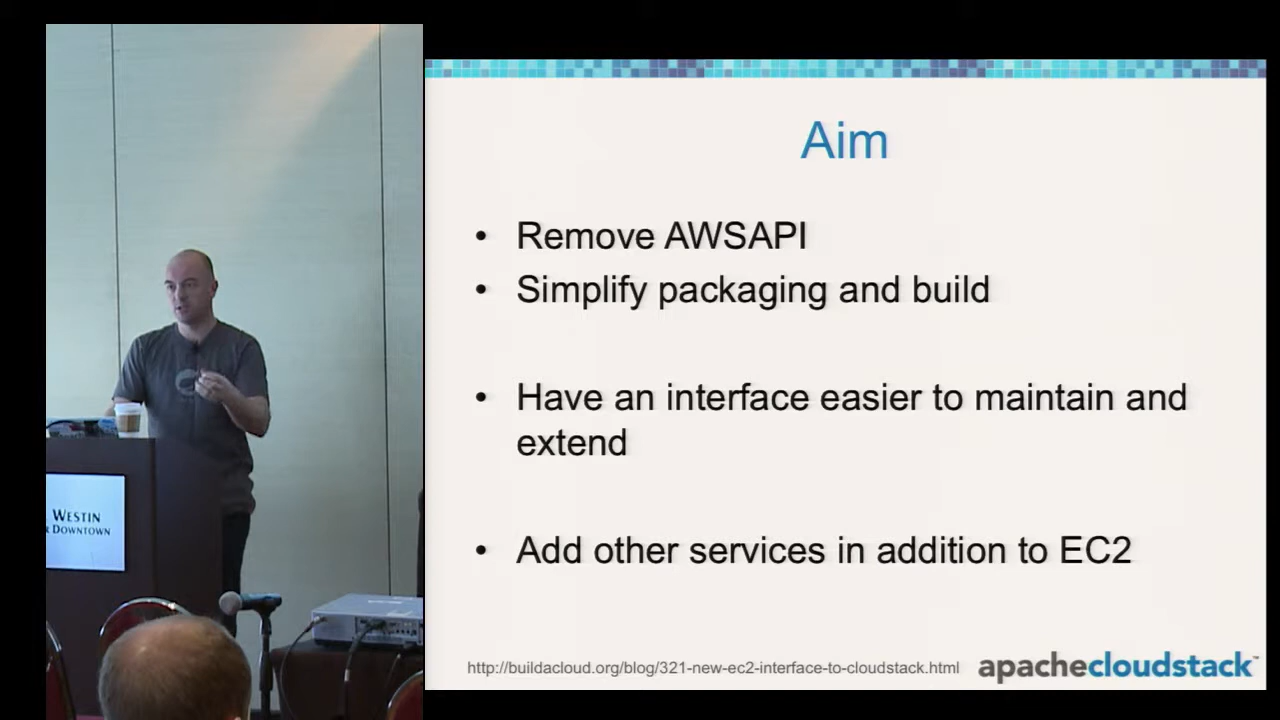 Aim
• Remove AWSAPI
• Simplify packaging and build
• Have an interface easier to maintain and
extend
• Add other services in addition to EC2
http://buildacloud.org/blog/321-new-ec2-interface-to-cloudstack.html
apachecloudstack™
WESTIN
DOWNTOWN